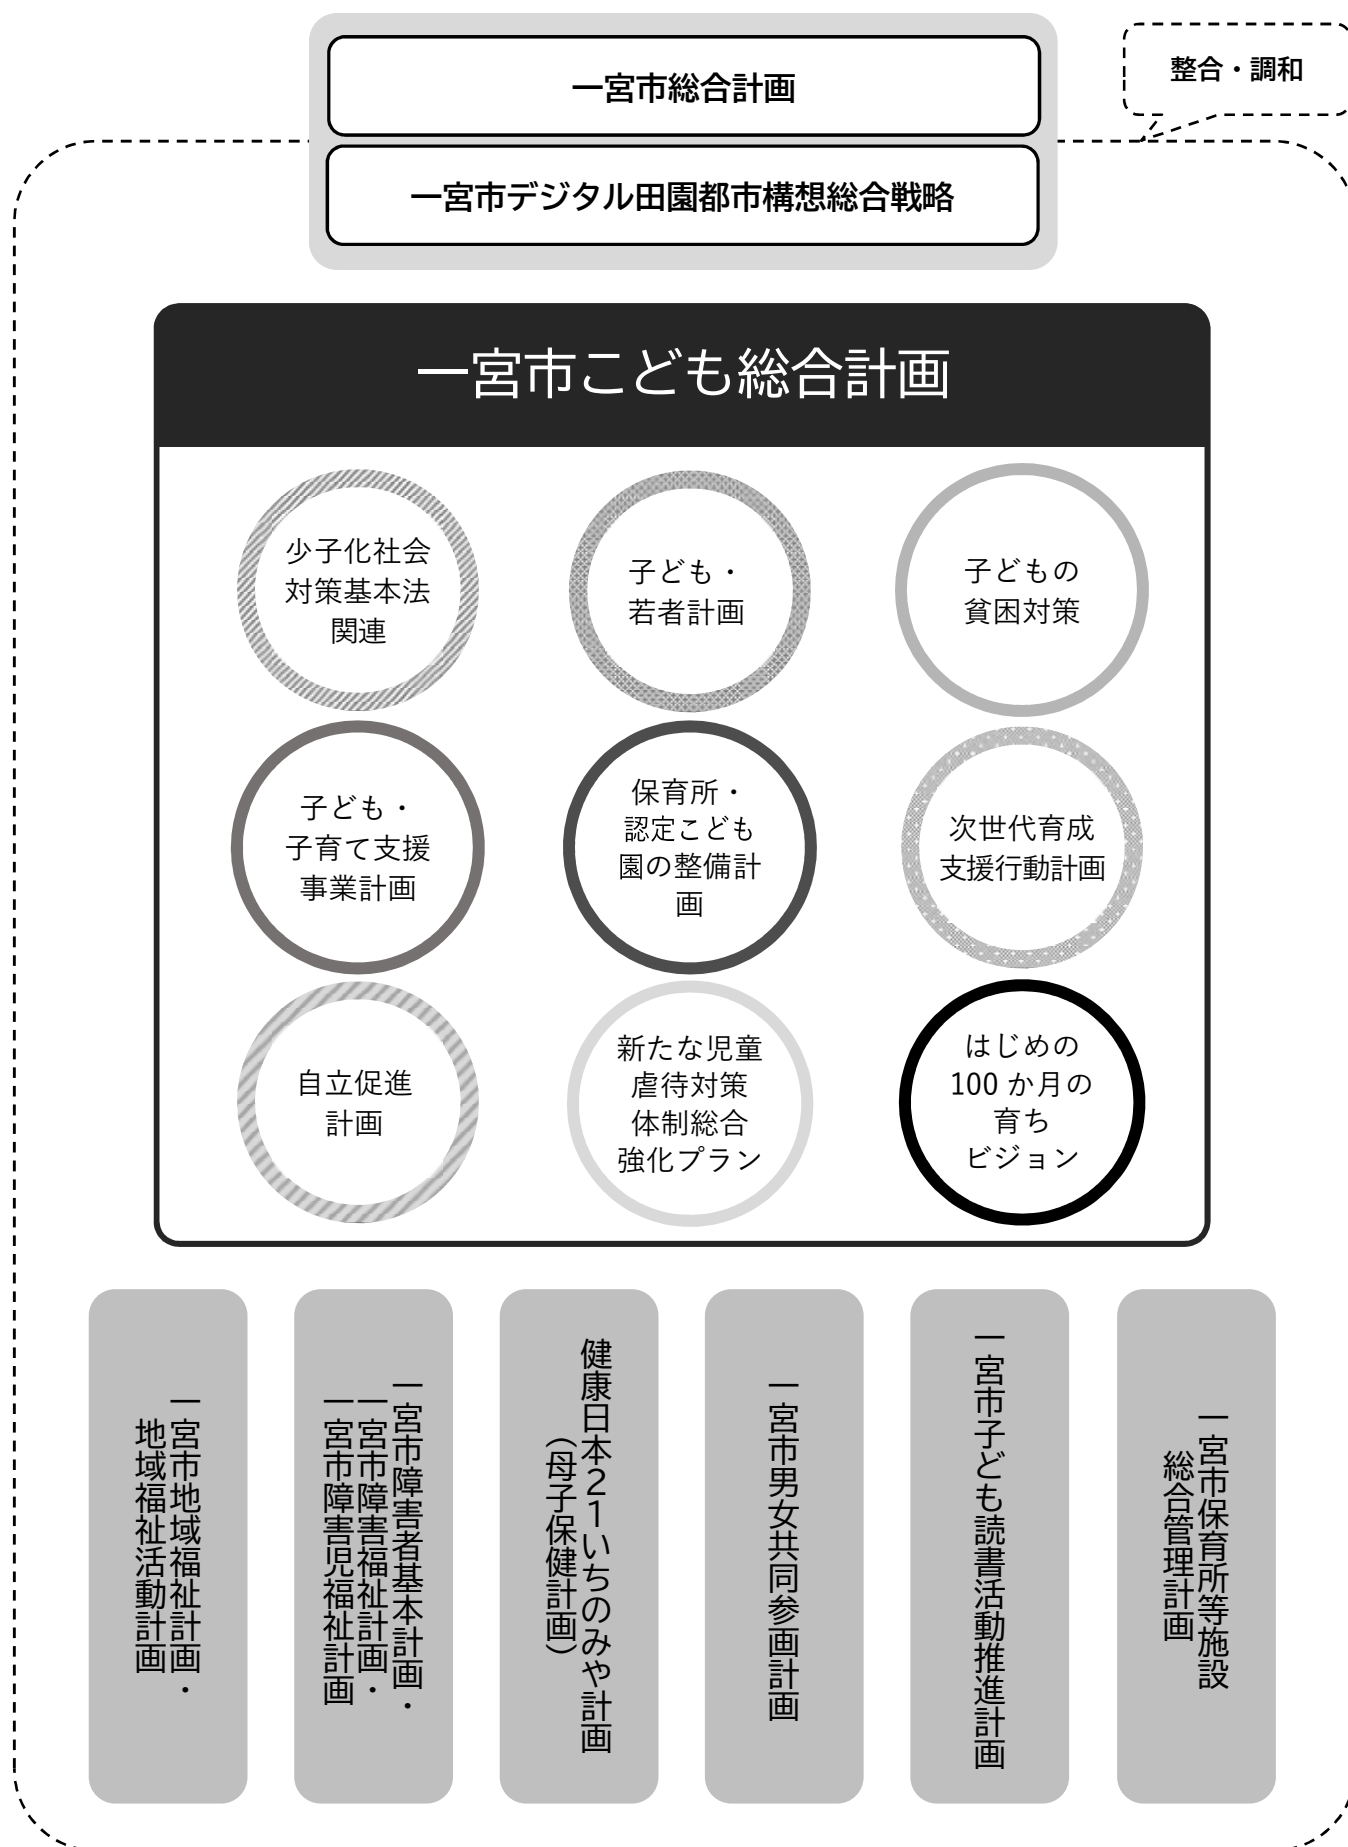 一宮市総合計画
整合・調和
一宮市デジタル田園都市構想総合戦略
一宮市こども総合計画
少子化社会
対策基本法
関連
子ども・
若者計画
子どもの
貧困対策
子ども・
子育て支援
事業計画
保育所・
認定こども
園の整備計
画
次世代育成
支援行動計画
自立促進
計画
新たな児童
虐待対策
体制総合
強化プラン
はじめの
100 か月の
育ち
ビジョン
一宮市地域福祉計画・
地域福祉活動計画
一宮市障害者基本計画・
一宮市障害福祉計画・
一宮市障害児福祉計画
健康日本２１いちのみや計画
（母子保健計画）
一宮市男女共同参画計画
一宮市子ども読書活動推進計画
一宮市保育所等施設
総合管理計画